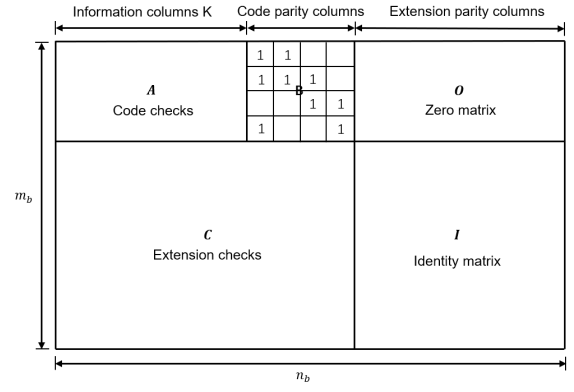 Information columns K Code parity columns Extension parity columns
1 1
1 1 1
B
1 1
1 1
A
Code checks
O
Zero matrix
m_b
C
Extension checks
I
Identity matrix
n_b